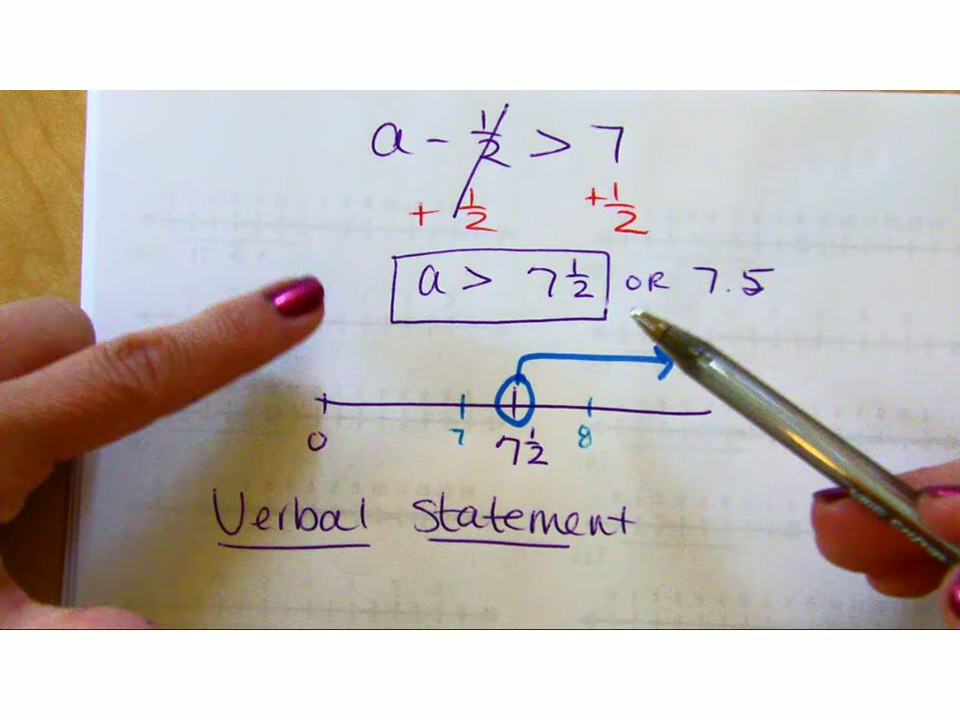 a - 1/2 > 7
+ 1/2 + 1/2
a > 7 1/2 OR 7.5
0 7 7 1/2 8
Verbal Statement